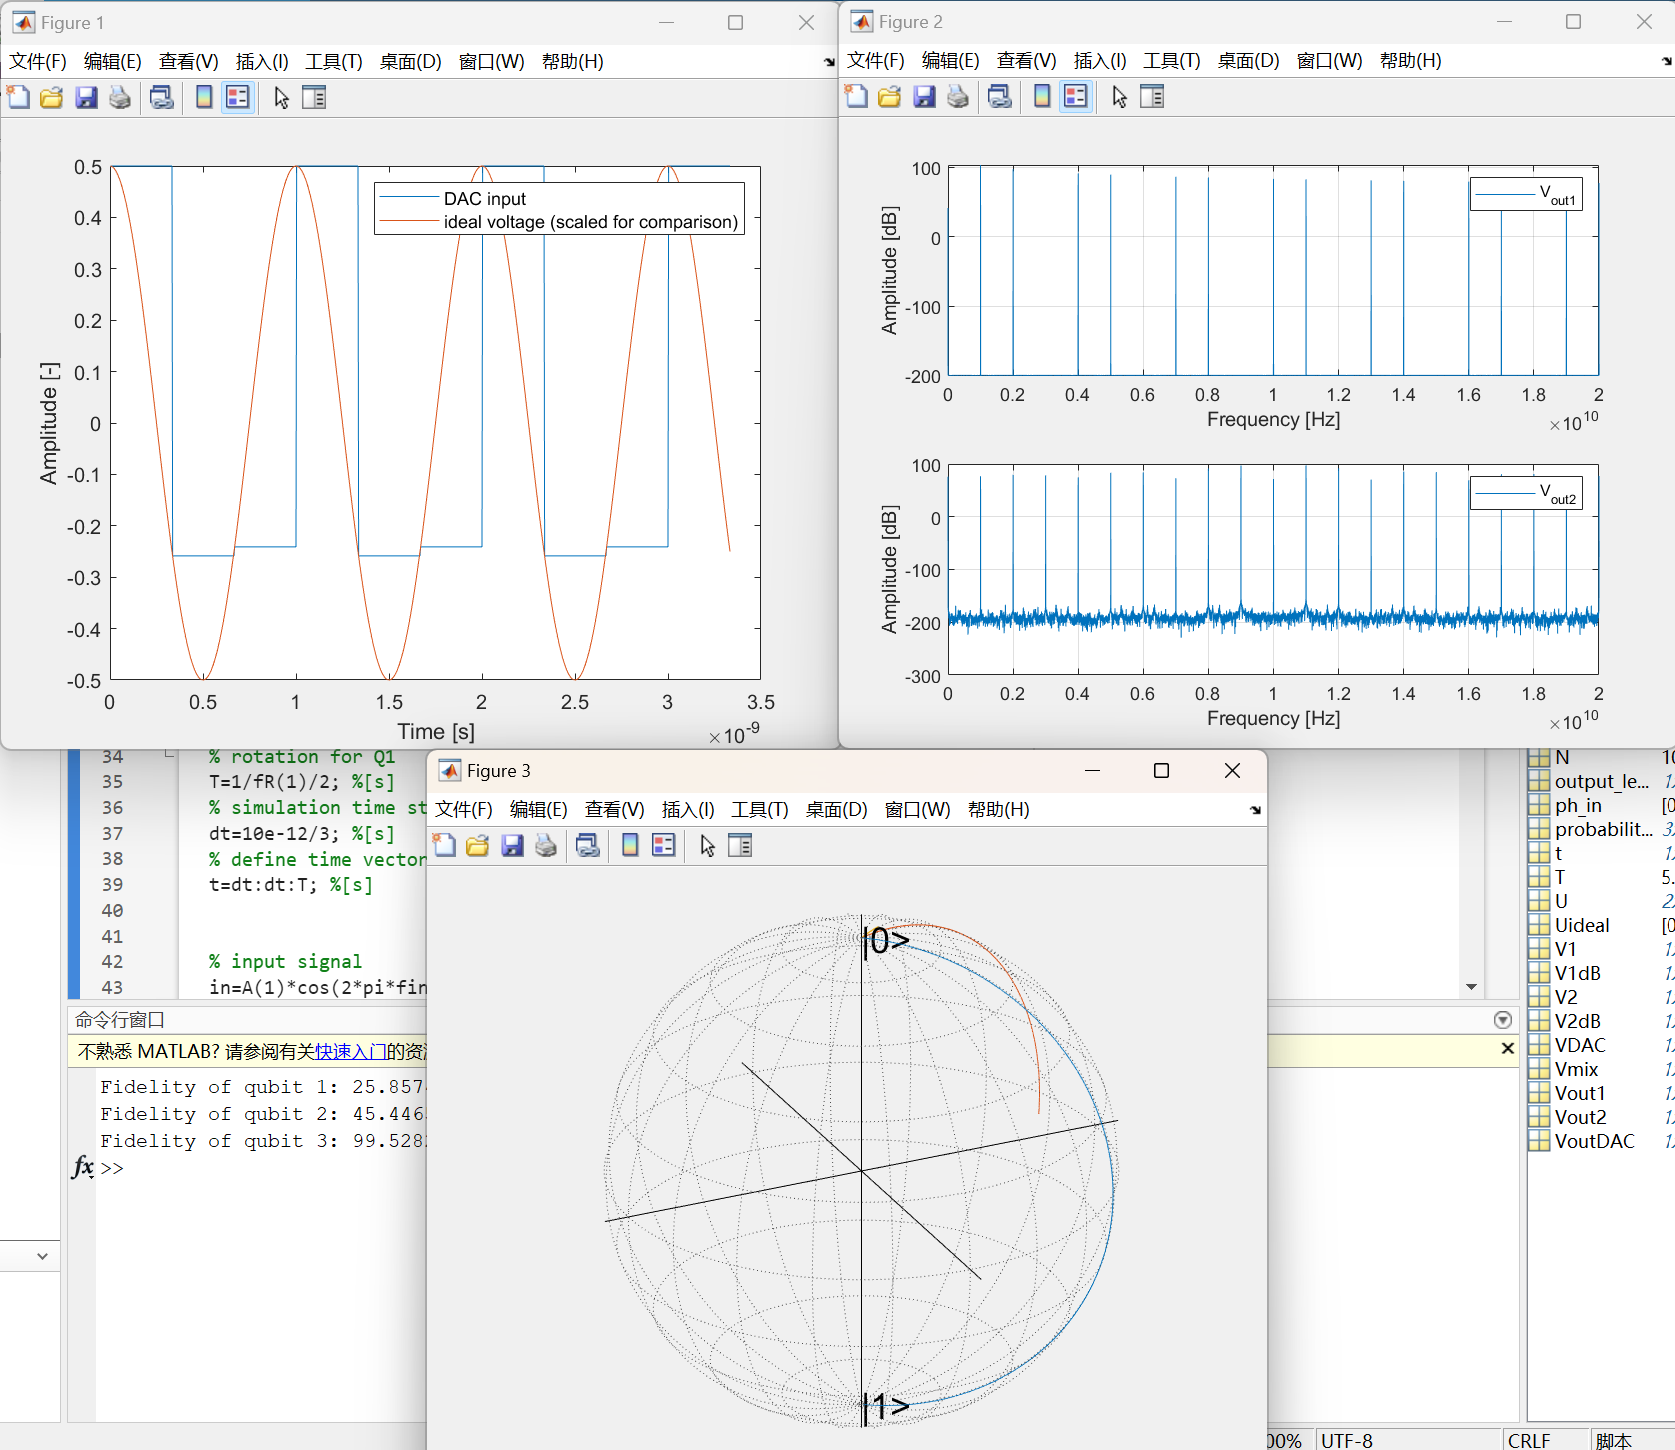 Figure 1
文件(F) 编辑(E) 查看(V) 插入(I) 工具(T) 桌面(D) 窗口(W) 帮助(H)
0.5
0.4
0.3
0.2
0.1
0
-0.1
-0.2
-0.3
-0.4
-0.5
Amplitude [-]
DAC input
ideal voltage (scaled for comparison)
0 0.5 1 1.5 2 2.5 3 3.5
Time [s]
×10^-9
Figure 2
文件(F) 编辑(E) 查看(V) 插入(I) 工具(T) 桌面(D) 窗口(W) 帮助(H)
100
0
-100
-200
Amplitude [dB]
V_out1
0 0.2 0.4 0.6 0.8 1 1.2 1.4 1.6 1.8 2
Frequency [Hz]
×10^10
100
0
-100
-200
-300
Amplitude [dB]
V_out2
0 0.2 0.4 0.6 0.8 1 1.2 1.4 1.6 1.8 2
Frequency [Hz]
×10^10
34 % rotation for Q1
35 T=1/fR(1)/2; %[s]
36 % simulation time st
37 dt=10e-12/3; %[s]
38 % define time vector
39 t=dt:dt:T; %[s]
40
41
42 % input signal
43 in=A(1)*cos(2*pi*fin
命令行窗口
不熟悉 MATLAB? 请参阅有关快速入门的资
Fidelity of qubit 1: 25.857
Fidelity of qubit 2: 45.446
Fidelity of qubit 3: 99.528
fx >>
Figure 3
文件(F) 编辑(E) 查看(V) 插入(I) 工具(T) 桌面(D) 窗口(W) 帮助(H)
|0>
|1>
N 10
output_le... 1
ph_in [0
probabilit... 3
t 1
T 5.
U 2
Uideal [0
V1 1
V1dB 1
V2 1
V2dB 1
VDAC 1
Vmix 1
Vout1 1
Vout2 1
VoutDAC 1
00% UTF-8 CRLF 脚本